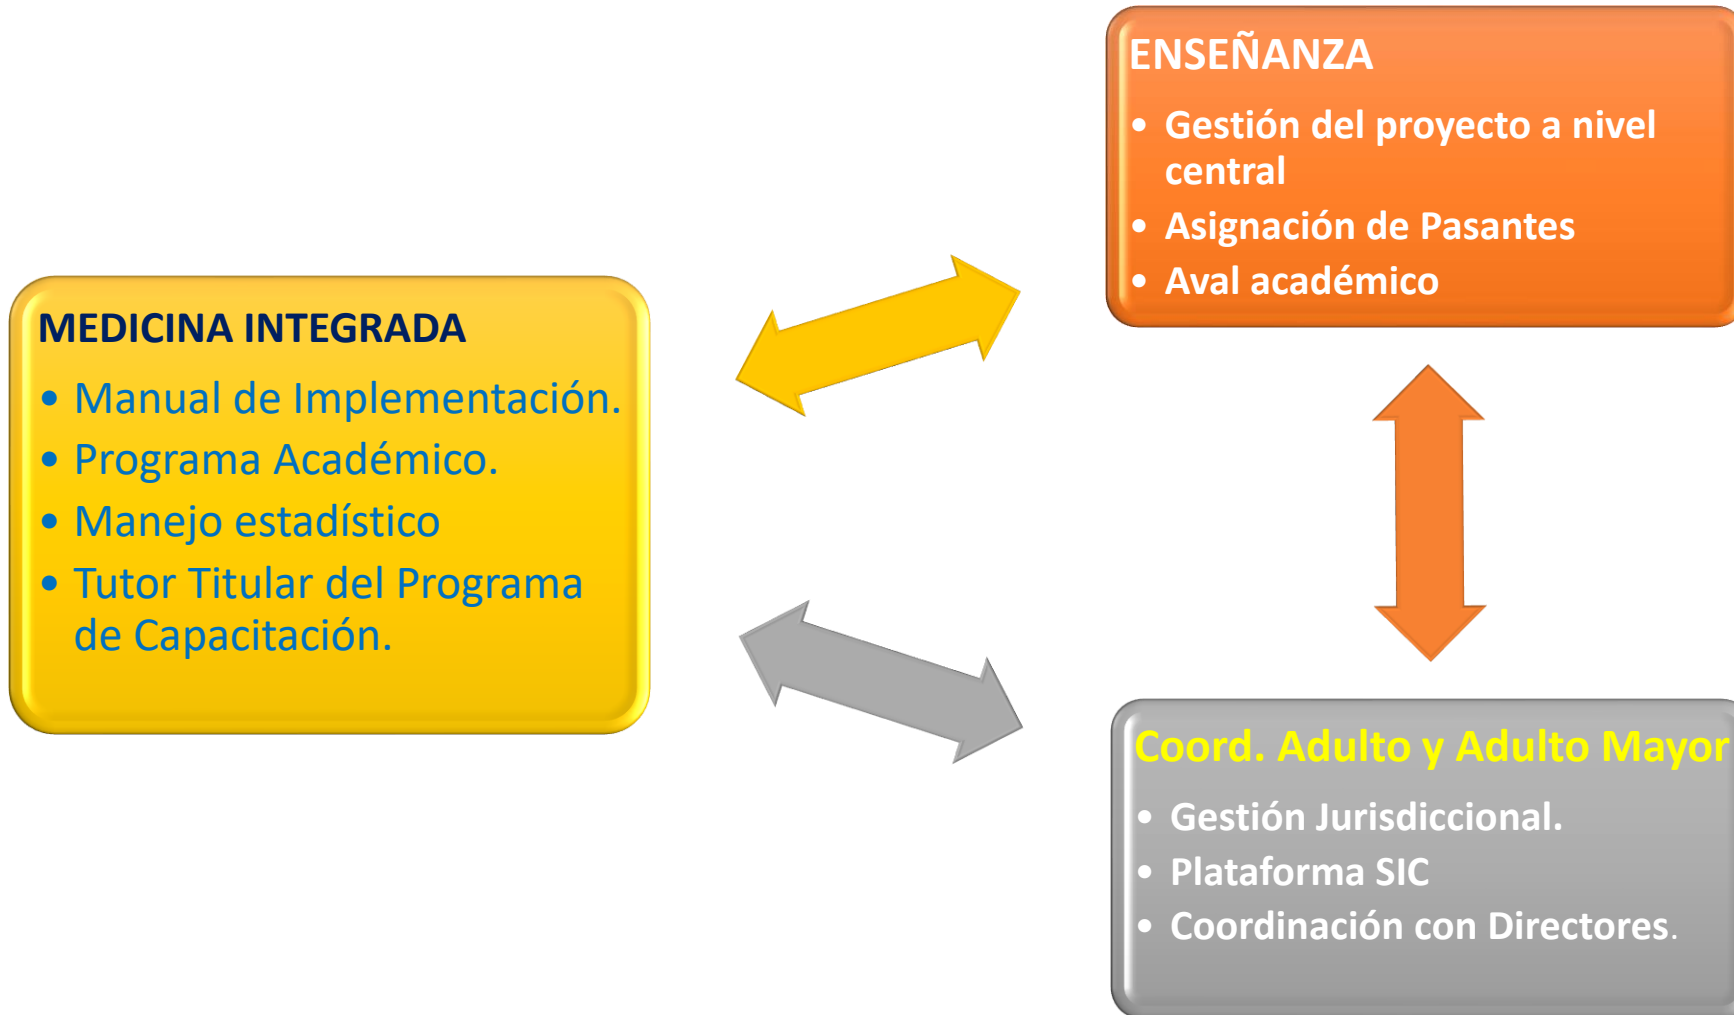 MEDICINA INTEGRADA
• Manual de Implementación.
• Programa Académico.
• Manejo estadístico
• Tutor Titular del Programa
de Capacitación.
ENSEÑANZA
• Gestión del proyecto a nivel
central
• Asignación de Pasantes
• Aval académico
Coord. Adulto y Adulto Mayor
• Gestión Jurisdiccional.
• Plataforma SIC
• Coordinación con Directores.